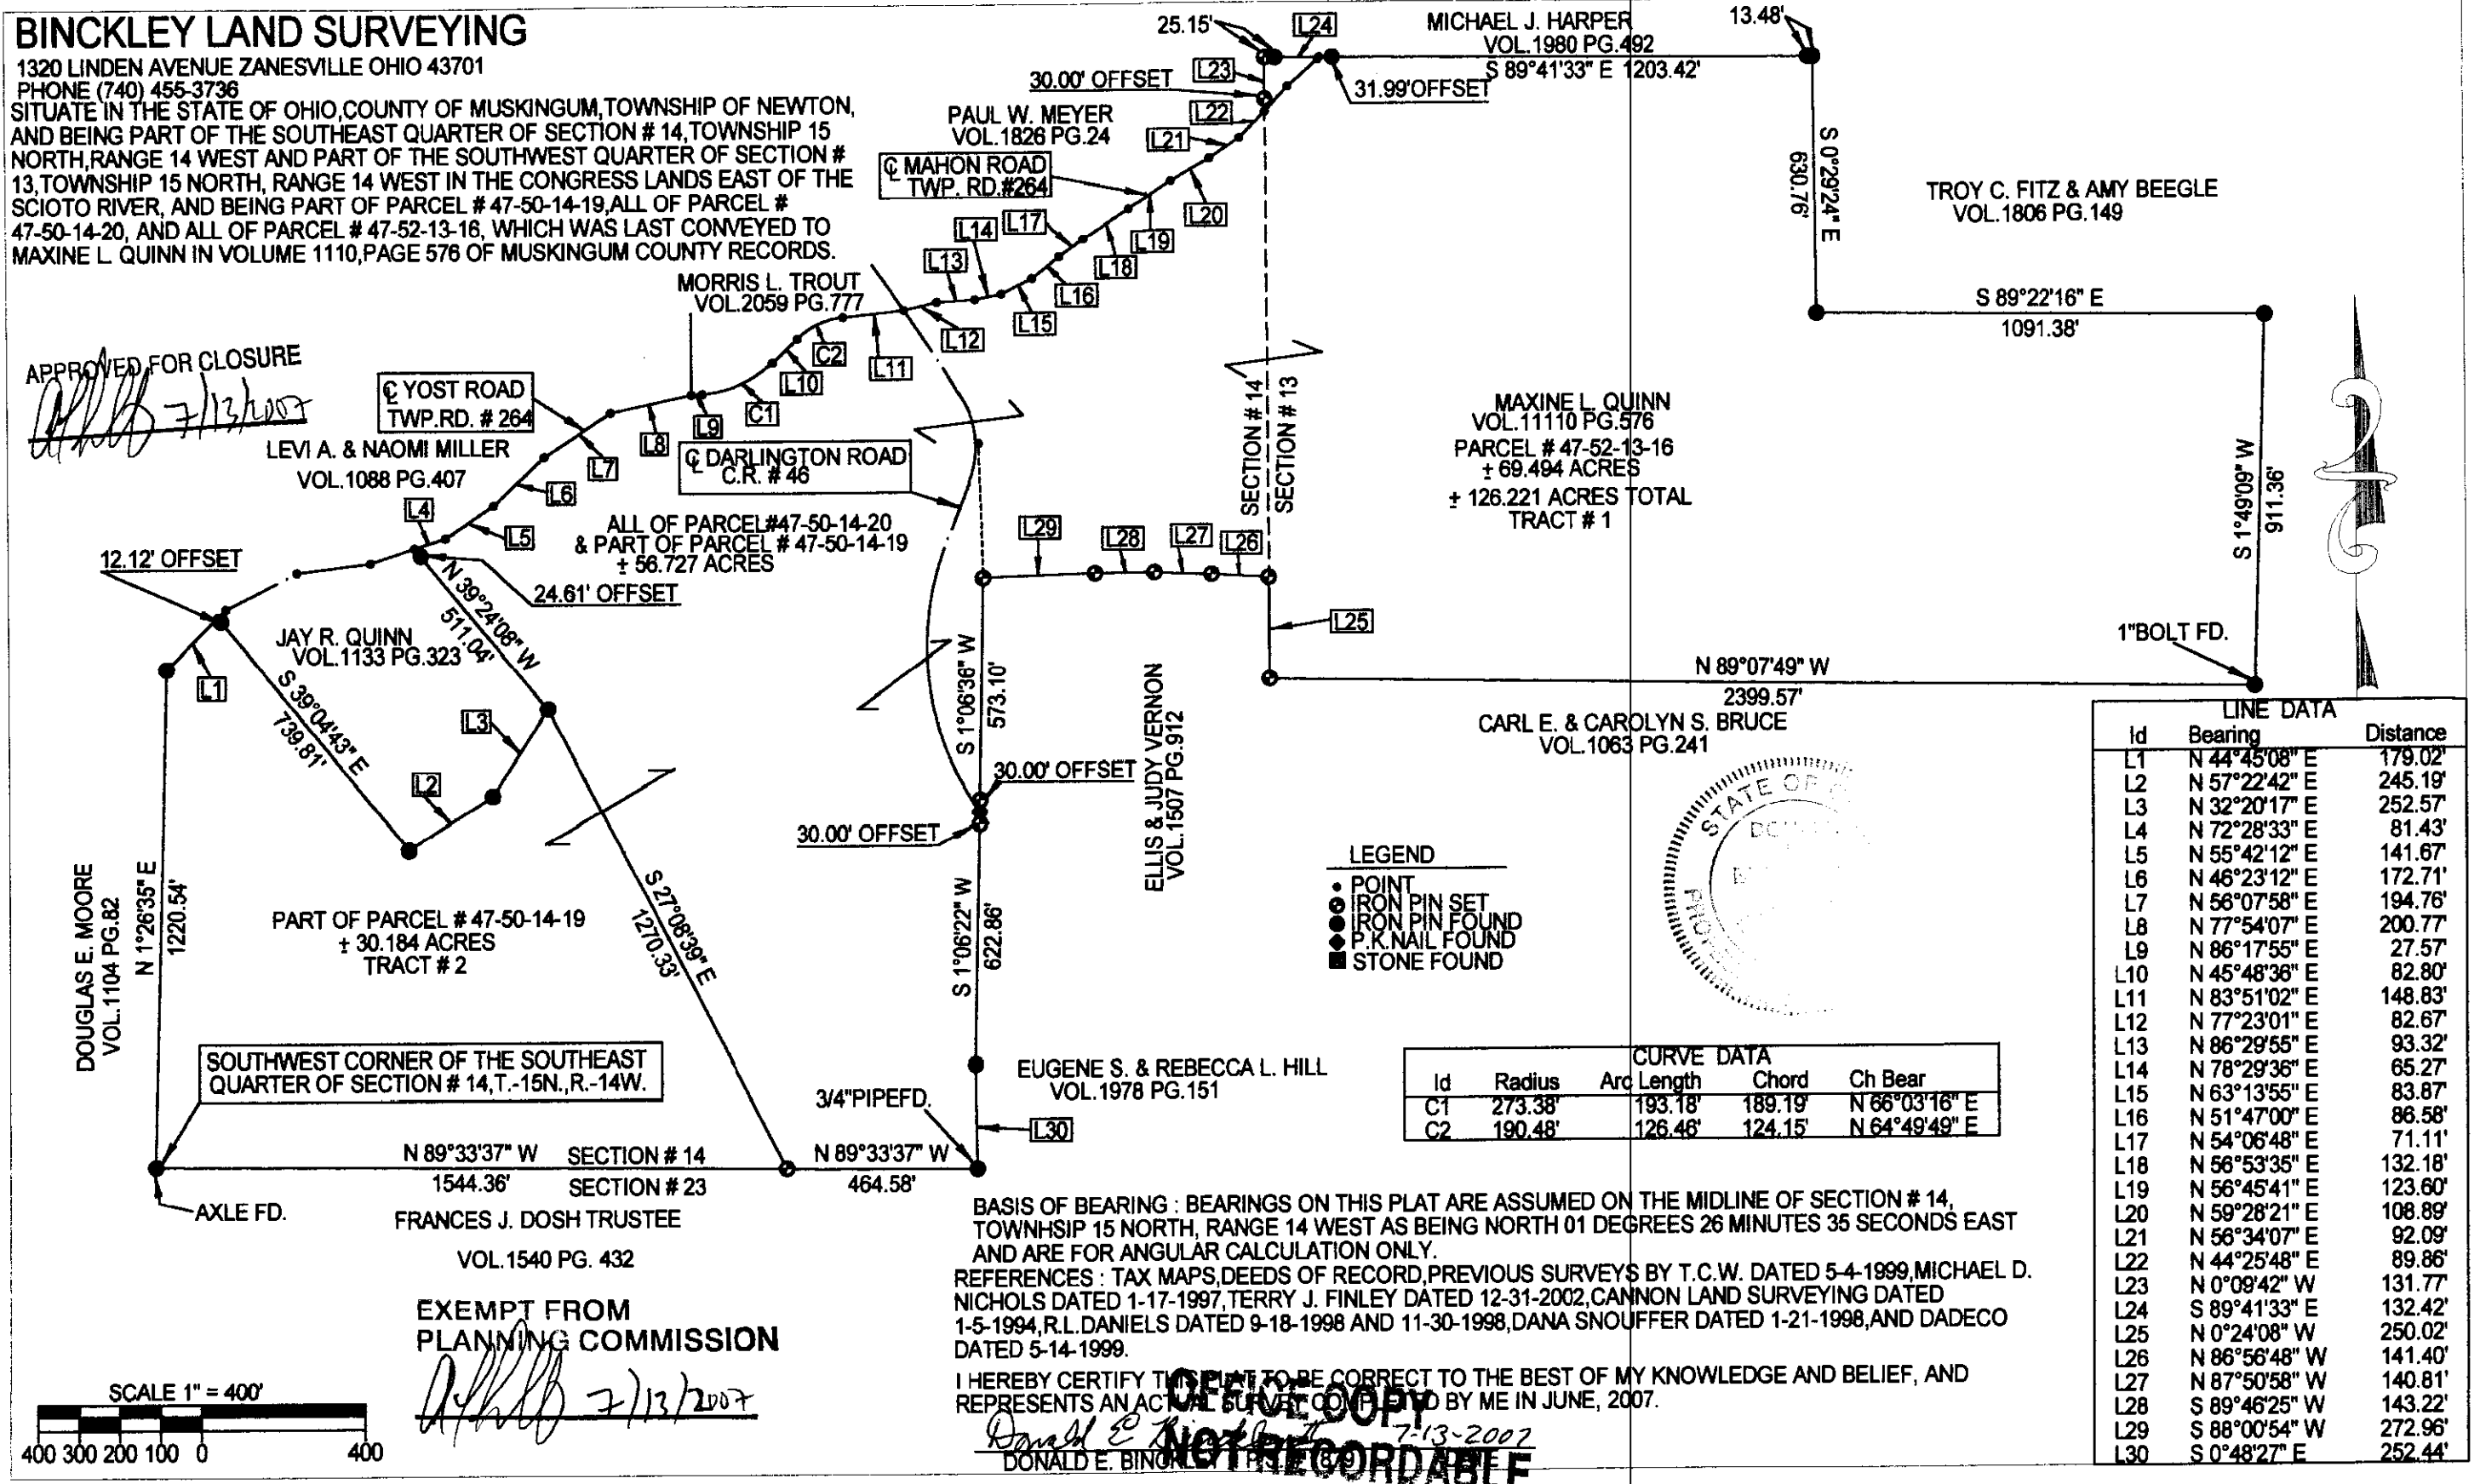 BINCKLEY LAND SURVEYING
1320 LINDEN AVENUE ZANESVILLE OHIO 43701
PHONE (740) 455-3736
SITUATE IN THE STATE OF OHIO,COUNTY OF MUSKINGUM,TOWNSHIP OF NEWTON,
AND BEING PART OF THE SOUTHEAST QUARTER OF SECTION # 14,TOWNSHIP 15
NORTH,RANGE 14 WEST AND PART OF THE SOUTHWEST QUARTER OF SECTION #
13,TOWNSHIP 15 NORTH, RANGE 14 WEST IN THE CONGRESS LANDS EAST OF THE
SCIOTO RIVER, AND BEING PART OF PARCEL # 47-50-14-19,ALL OF PARCEL #
47-50-14-20, AND ALL OF PARCEL # 47-52-13-16, WHICH WAS LAST CONVEYED TO
MAXINE L. QUINN IN VOLUME 1110,PAGE 576 OF MUSKINGUM COUNTY RECORDS.
25.15'
L24
MICHAEL J. HARPER
VOL.1980 PG.492
S 89°41'33" E 1203.42'
13.48'
30.00' OFFSET
L23
31.99'OFFSET
PAUL W. MEYER
VOL.1826 PG.24
L22
L21
℄ MAHON ROAD
TWP. RD.#264
L20
L19
L18
L17
L16
L15
L14
L13
L12
L11
S 0°29'24" E
630.76'
TROY C. FITZ & AMY BEEGLE
VOL.1806 PG.149
S 89°22'16" E
1091.38'
MORRIS L. TROUT
VOL.2059 PG.777
C2
L10
C1
L9
L8
APPROVED FOR CLOSURE
7/13/2007
℄ YOST ROAD
TWP.RD. # 264
LEVI A. & NAOMI MILLER
VOL.1088 PG.407
L7
L6
L5
L4
℄ DARLINGTON ROAD
C.R. # 46
SECTION # 14
SECTION # 13
MAXINE L. QUINN
VOL.11110 PG.576
PARCEL # 47-52-13-16
± 69.494 ACRES
± 126.221 ACRES TOTAL
TRACT # 1
S 1°49'09" W
911.36'
ALL OF PARCEL#47-50-14-20
& PART OF PARCEL # 47-50-14-19
± 56.727 ACRES
L29
L28
L27
L26
12.12' OFFSET
24.61' OFFSET
N 39°24'08" W
511.04'
JAY R. QUINN
VOL.1133 PG.323
L1
S 39°04'43" E
739.81'
L3
L2
L25
S 1°06'36" W
573.10'
1"BOLT FD.
N 89°07'49" W
2399.57'
CARL E. & CAROLYN S. BRUCE
VOL.1063 PG.241
30.00' OFFSET
30.00' OFFSET
ELLIS & JUDY VERNON
VOL.1507 PG.912
STATE OF
LEGEND
POINT
IRON PIN SET
IRON PIN FOUND
P.K.NAIL FOUND
STONE FOUND
DOUGLAS E. MOORE
VOL.1104 PG.82
N 1°26'35" E
1220.54'
PART OF PARCEL # 47-50-14-19
± 30.184 ACRES
TRACT # 2
S 27°08'39" E
1270.33'
S 1°06'22" W
622.86'
SOUTHWEST CORNER OF THE SOUTHEAST
QUARTER OF SECTION # 14,T.-15N.,R.-14W.
3/4"PIPEFD.
EUGENE S. & REBECCA L. HILL
VOL.1978 PG.151
L30
N 89°33'37" W SECTION # 14
1544.36' SECTION # 23
N 89°33'37" W
464.58'
AXLE FD.
FRANCES J. DOSH TRUSTEE
VOL.1540 PG. 432
CURVE DATA
Id Radius Arc Length Chord Ch Bear
C1 273.38' 193.18' 189.19' N 66°03'16" E
C2 190.48' 126.46' 124.15' N 64°49'49" E
LINE DATA
Id Bearing Distance
L1 N 44°45'08" E 179.02'
L2 N 57°22'42" E 245.19'
L3 N 32°20'17" E 252.57'
L4 N 72°28'33" E 81.43'
L5 N 55°42'12" E 141.67'
L6 N 46°23'12" E 172.71'
L7 N 56°07'58" E 194.76'
L8 N 77°54'07" E 200.77'
L9 N 86°17'55" E 27.57'
L10 N 45°48'36" E 82.80'
L11 N 83°51'02" E 148.83'
L12 N 77°23'01" E 82.67'
L13 N 86°29'55" E 93.32'
L14 N 78°29'36" E 65.27'
L15 N 63°13'55" E 83.87'
L16 N 51°47'00" E 86.58'
L17 N 54°06'48" E 71.11'
L18 N 56°53'35" E 132.18'
L19 N 56°45'41" E 123.60'
L20 N 59°28'21" E 108.89'
L21 N 56°34'07" E 92.09'
L22 N 44°25'48" E 89.86'
L23 N 0°09'42" W 131.77'
L24 S 89°41'33" E 132.42'
L25 N 0°24'08" W 250.02'
L26 N 86°56'48" W 141.40'
L27 N 87°50'58" W 140.81'
L28 S 89°46'25" W 143.22'
L29 S 88°00'54" W 272.96'
L30 S 0°48'27" E 252.44'
BASIS OF BEARING : BEARINGS ON THIS PLAT ARE ASSUMED ON THE MIDLINE OF SECTION # 14,
TOWNHSIP 15 NORTH, RANGE 14 WEST AS BEING NORTH 01 DEGREES 26 MINUTES 35 SECONDS EAST
AND ARE FOR ANGULAR CALCULATION ONLY.
REFERENCES : TAX MAPS,DEEDS OF RECORD,PREVIOUS SURVEYS BY T.C.W. DATED 5-4-1999,MICHAEL D.
NICHOLS DATED 1-17-1997,TERRY J. FINLEY DATED 12-31-2002,CANNON LAND SURVEYING DATED
1-5-1994,R.L.DANIELS DATED 9-18-1998 AND 11-30-1998,DANA SNOUFFER DATED 1-21-1998,AND DADECO
DATED 5-14-1999.
I HEREBY CERTIFY TO BE CORRECT TO THE BEST OF MY KNOWLEDGE AND BELIEF, AND
REPRESENTS AN ACTUAL SURVEY BY ME IN JUNE, 2007.
OFFICE COPY
NOT RECORDABLE
7-13-2007
DONALD E.
EXEMPT FROM
PLANNING COMMISSION
7/13/2007
SCALE 1" = 400'
400 300 200 100 0 400